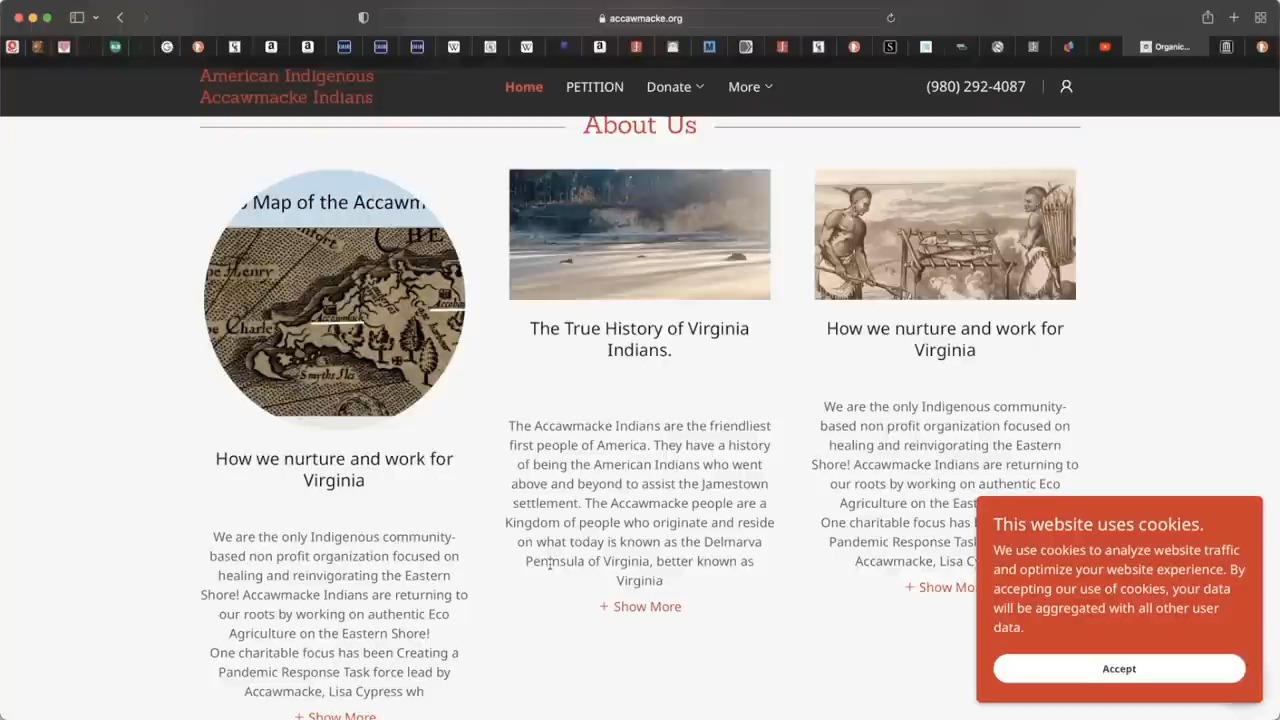 accawmacke.org
Organic...
American Indigenous
Accawmacke Indians
Home
PETITION
Donate
More
(980) 292-4087
About Us
Map of the Accawm
CHE
Henry
Charle
Accawmack
Smyths Iles
How we nurture and work for
Virginia
We are the only Indigenous community-
based non profit organization focused on
healing and reinvigorating the Eastern
Shore! Accawmacke Indians are returning to
our roots by working on authentic Eco
Agriculture on the Eastern Shore!
One charitable focus has been Creating a
Pandemic Response Task force lead by
Accawmacke, Lisa Cypress wh
+ Show More
The True History of Virginia
Indians.
The Accawmacke Indians are the friendliest
first people of America. They have a history
of being the American Indians who went
above and beyond to assist the Jamestown
settlement. The Accawmacke people are a
Kingdom of people who originate and reside
on what today is known as the Delmarva
Peninsula of Virginia, better known as
Virginia
+ Show More
How we nurture and work for
Virginia
We are the only Indigenous community-
based non profit organization focused on
healing and reinvigorating the Eastern
Shore! Accawmacke Indians are returning to
our roots by working on authentic Eco
Agriculture on the East
One charitable focus has b
Pandemic Response Task
Accawmacke, Lisa Cy
+ Show Mo
This website uses cookies.
We use cookies to analyze website traffic
and optimize your website experience. By
accepting our use of cookies, your data
will be aggregated with all other user
data.
Accept